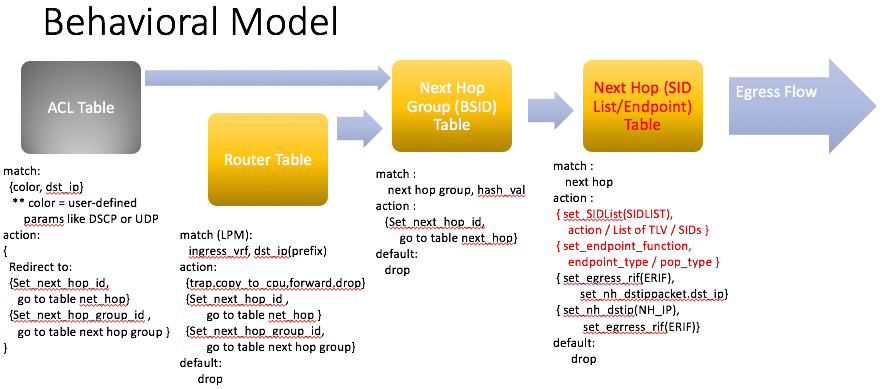 Behavioral Model
ACL Table
Router Table
Next Hop
Group (BSID)
Table
Next Hop (SID
List/Endpoint)
Table
Egress Flow
match:
{color, dst_ip}
** color = user-defined
params like DSCP or UDP
action:
{
Redirect to:
{Set_next_hop_id,
go to table net_hop}
{Set_next_hop_group_id ,
go to table next hop group }
}
match (LPM):
ingress_vrf, dst_ip(prefix)
action:
{trap,copy_to_cpu,forward,drop}
{Set_next_hop_id ,
go to table net_hop }
{Set_next_hop_group_id,
go to table next hop group}
default:
drop
match :
next hop group, hash_val
action :
{Set_next_hop_id,
go to table next_hop}
default:
drop
match :
next hop
action :
{ set_SIDList(SIDLIST),
action / List of TLV / SIDs }
{ set_endpoint_function,
endpoint_type / pop_type }
{ set_egress_rif(ERIF),
set_nh_dstippacket.dst_ip}
{ set_nh_dstip(NH_IP),
set_egrress_rif(ERIF)}
default:
drop